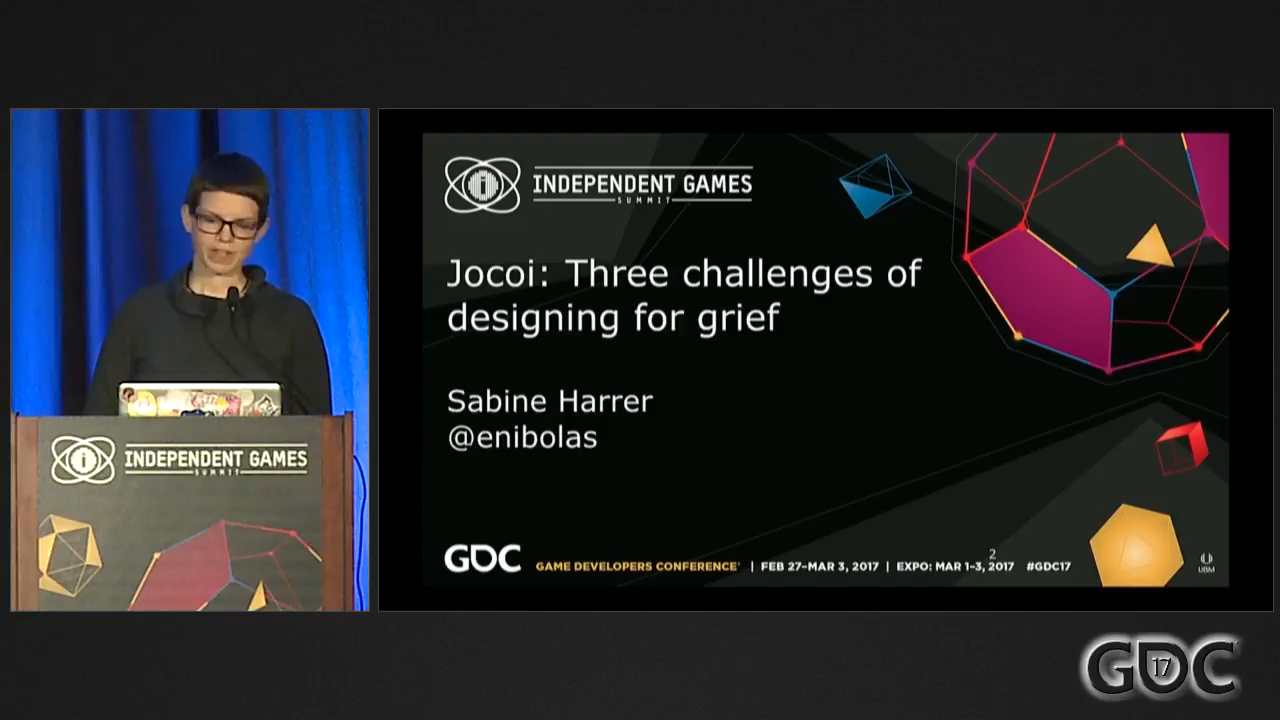 INDEPENDENT GAMES
SUMMIT
Jocoi: Three challenges of
designing for grief
Sabine Harrer
@enibolas
2
GDC GAME DEVELOPERS CONFERENCE | FEB 27–MAR 3, 2017 | EXPO: MAR 1–3, 2017 #GDC17
UBM
INDEPENDENT GAMES
SUMMIT
GDC 17